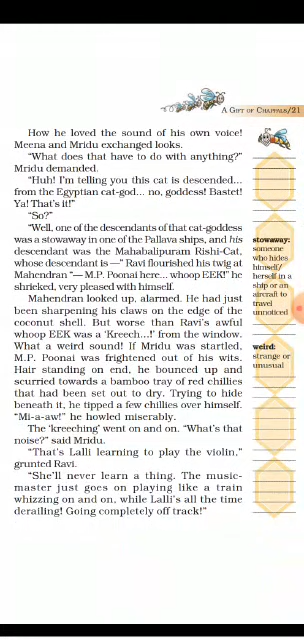 A Gift of Chappals/21
How he loved the sound of his own voice!
Meena and Mridu exchanged looks.
"What does that have to do with anything?"
Mridu demanded.
"Huh! I'm telling you this cat is descended...
from the Egyptian cat-god... no, goddess! Bastet!
Ya! That's it!"
"So?"
"Well, one of the descendants of that cat-goddess
was a stowaway in one of the Pallava ships, and his
descendant was the Mahabalipuram Rishi-Cat,
whose descendant is —" Ravi flourished his twig at
Mahendran "— M.P. Poonai here... whoop EEK!" he
shrieked, very pleased with himself.
Mahendran looked up, alarmed. He had just
been sharpening his claws on the edge of the
coconut shell. But worse than Ravi's awful
whoop EEK was a 'Kreech...!' from the window.
What a weird sound! If Mridu was startled,
M.P. Poonai was frightened out of his wits.
Hair standing on end, he bounced up and
scurried towards a bamboo tray of red chillies
that had been set out to dry. Trying to hide
beneath it, he tipped a few chillies over himself.
"Mi-a-aw!" he howled miserably.
The 'kreeching' went on and on. "What's that
noise?" said Mridu.
"That's Lalli learning to play the violin,"
grunted Ravi.
"She'll never learn a thing. The music-
master just goes on playing like a train
whizzing on and on, while Lalli's all the time
derailing! Going completely off track!"
stowaway:
someone
who hides
himself/
herself in a
ship or an
aircraft to
travel
unnoticed
weird:
strange or
unusual